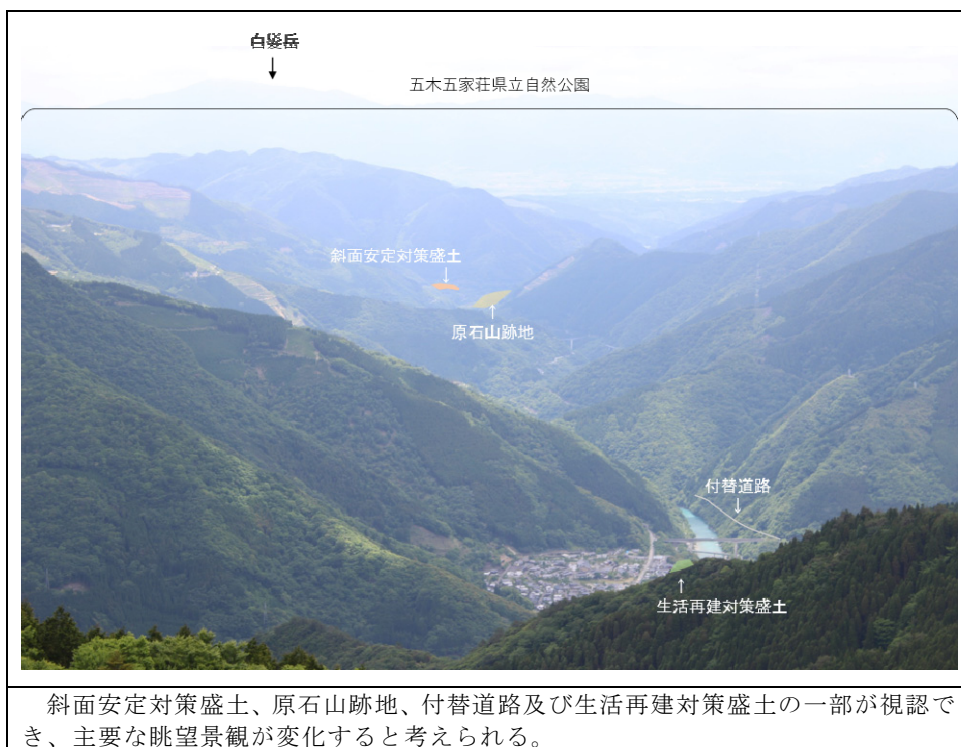 白髪岳
五木五家荘県立自然公園
斜面安定対策盛土
原石山跡地
付替道路
生活再建対策盛土
斜面安定対策盛土、原石山跡地、付替道路及び生活再建対策盛土の一部が視認で
き、主要な眺望景観が変化すると考えられる。